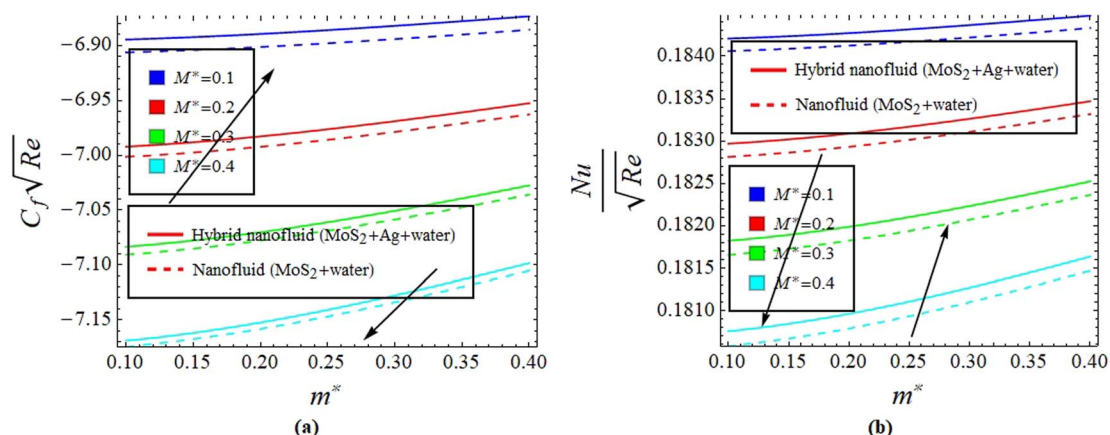 −6.90
−6.95
−7.00
−7.05
−7.10
−7.15
C_f√Re
M*=0.1
M*=0.2
M*=0.3
M*=0.4
Hybrid nanofluid (MoS₂+Ag+water)
Nanofluid (MoS₂+water)
0.10 0.15 0.20 0.25 0.30 0.35 0.40
m*
(a)
0.1840
0.1835
0.1830
0.1825
0.1820
0.1815
0.1810
Nu
√Re
Hybrid nanofluid (MoS₂+Ag+water)
Nanofluid (MoS₂+water)
M*=0.1
M*=0.2
M*=0.3
M*=0.4
0.10 0.15 0.20 0.25 0.30 0.35 0.40
m*
(b)